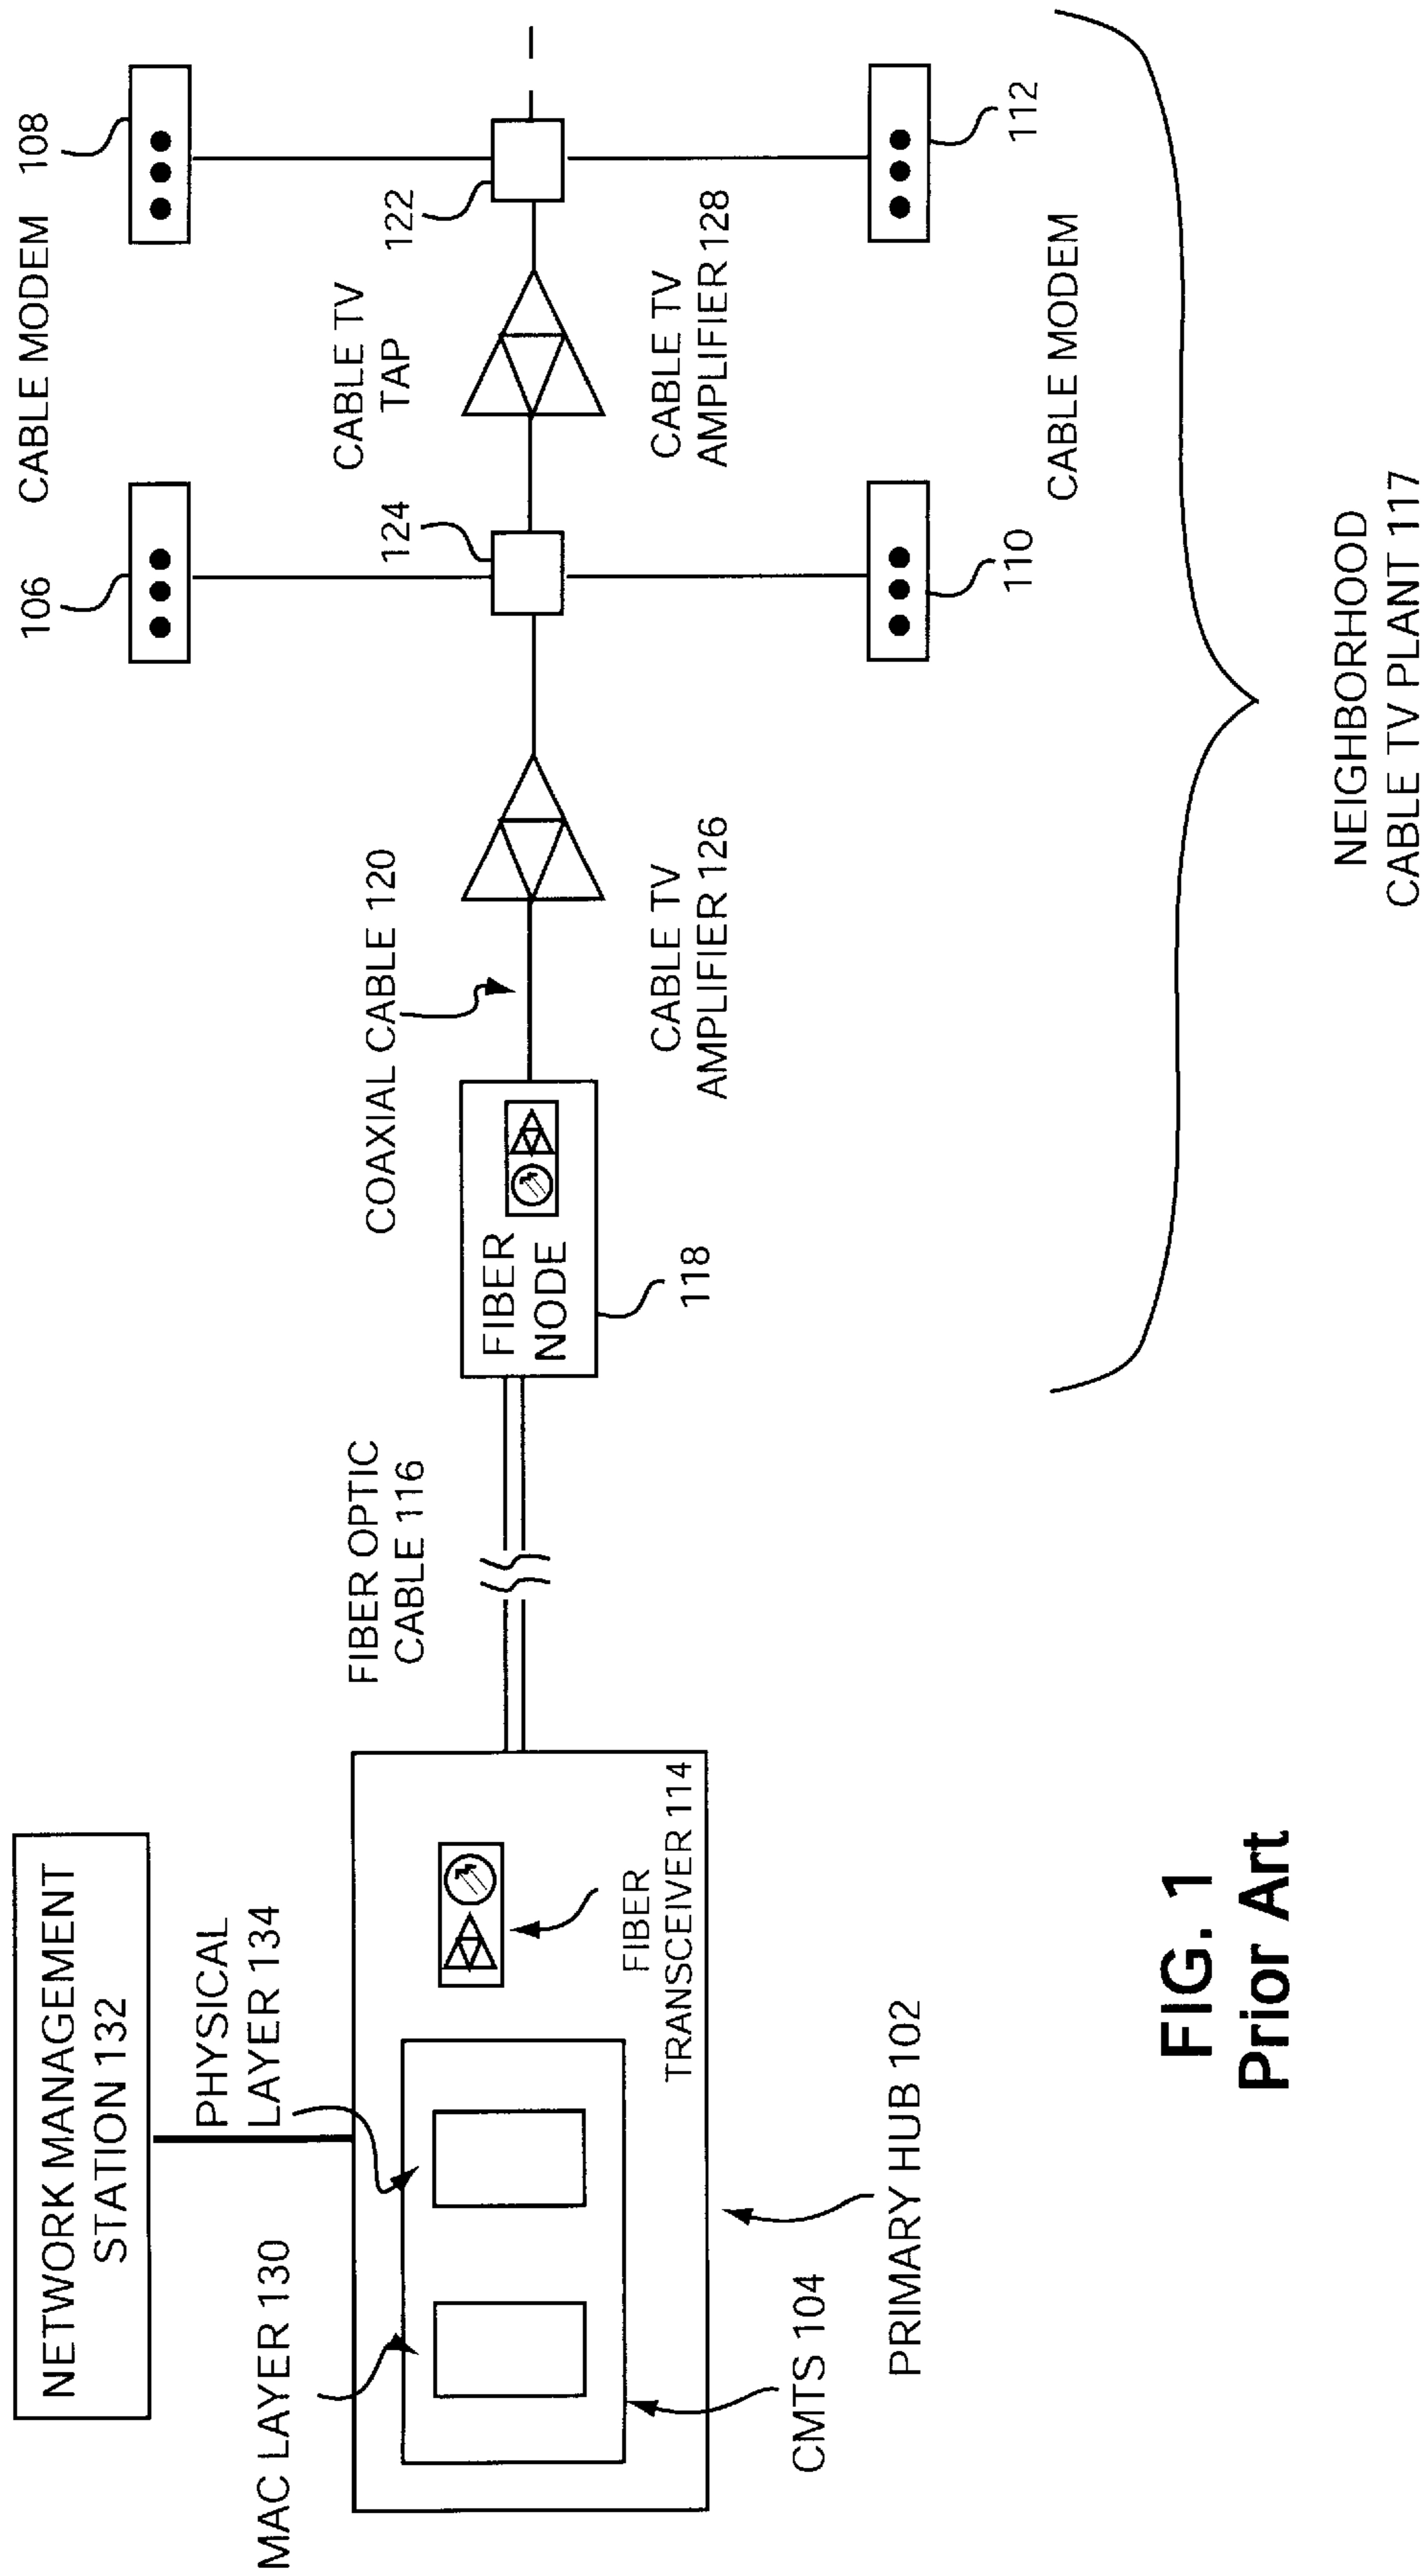 NETWORK MANAGEMENT
STATION 132
MAC LAYER 130
PHYSICAL
LAYER 134
FIBER
TRANSCEIVER 114
CMTS 104
PRIMARY HUB 102
FIBER OPTIC
CABLE 116
FIBER
NODE
118
COAXIAL CABLE 120
CABLE TV
AMPLIFIER 126
106
CABLE MODEM
108
124
CABLE TV
TAP
122
CABLE TV
AMPLIFIER 128
110
CABLE MODEM
112
NEIGHBORHOOD
CABLE TV PLANT 117
FIG. 1
Prior Art